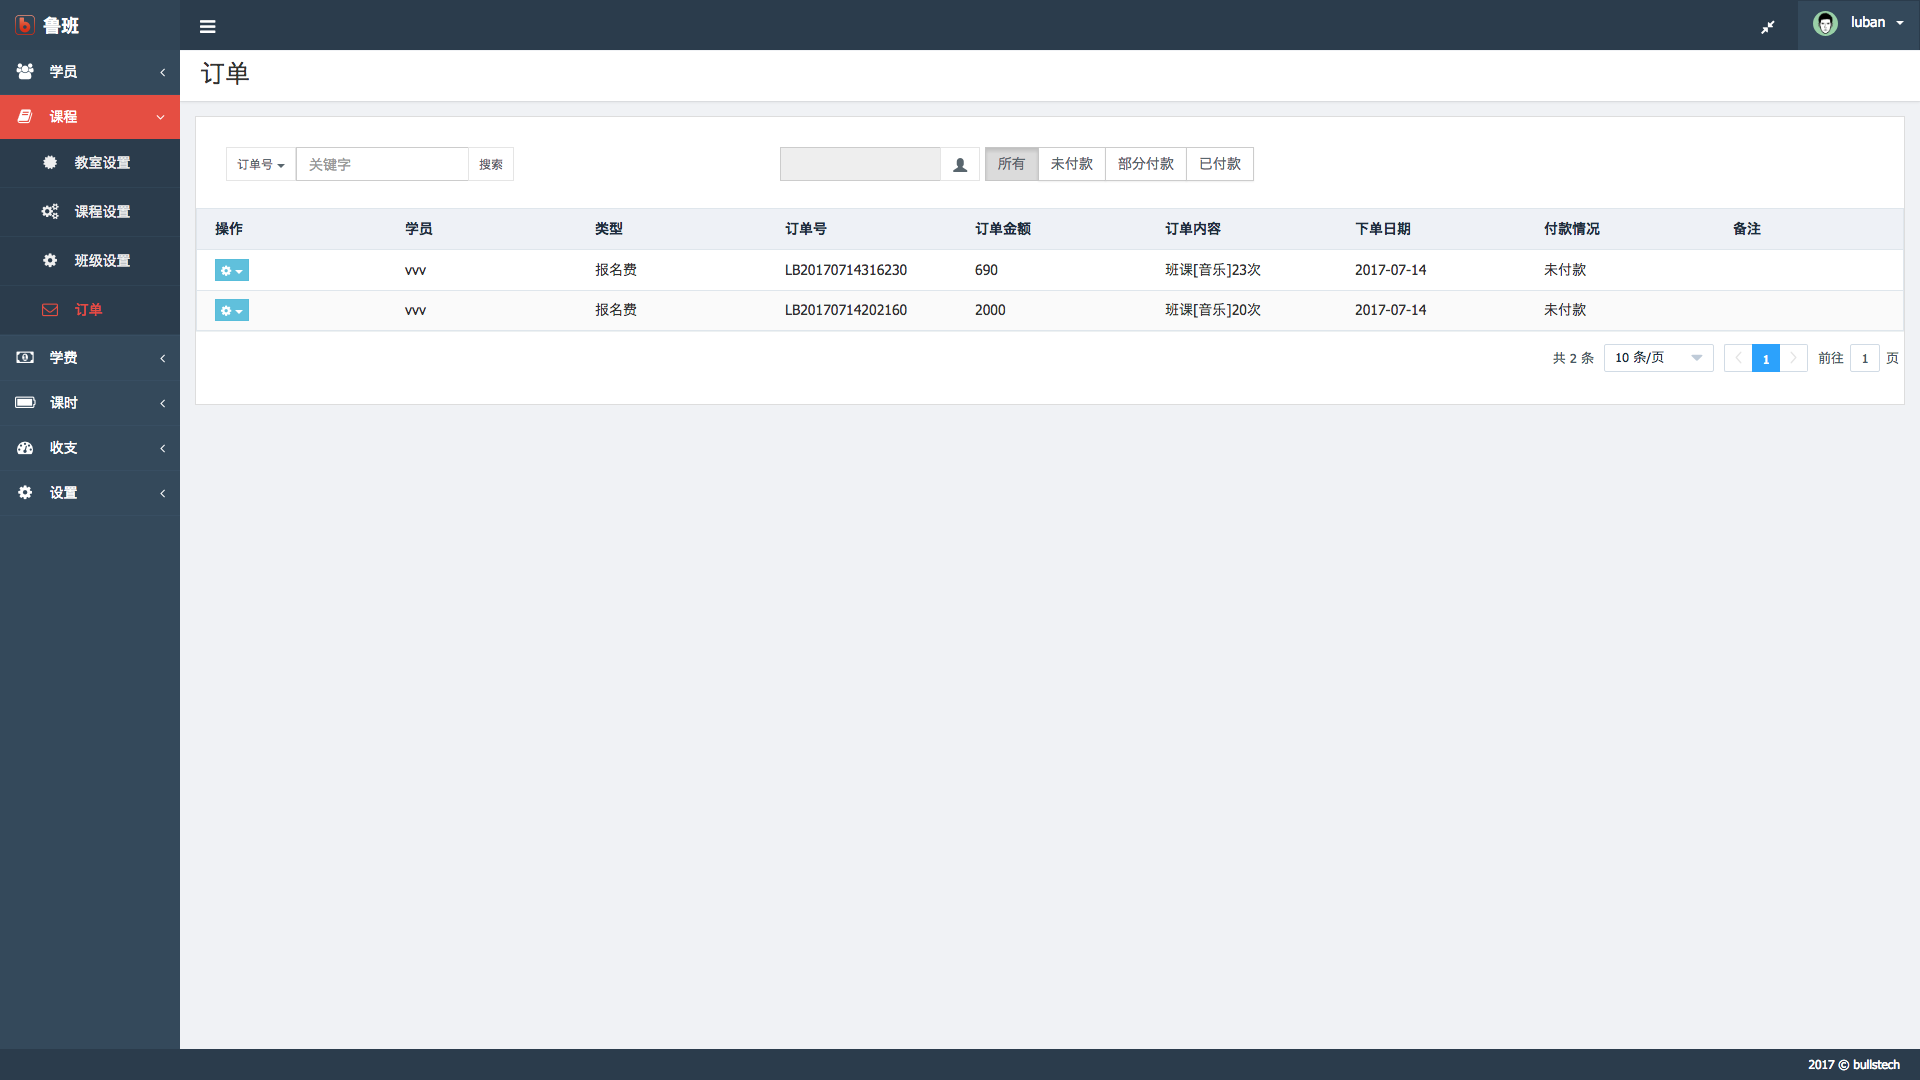 鲁班
luban
学员
课程
教室设置
课程设置
班级设置
订单
学费
课时
收支
设置
订单
订单号 关键字 搜索 所有 未付款 部分付款 已付款
操作 学员 类型 订单号 订单金额 订单内容 下单日期 付款情况 备注
vvv 报名费 LB20170714316230 690 班课[音乐]23次 2017-07-14 未付款
vvv 报名费 LB20170714202160 2000 班课[音乐]20次 2017-07-14 未付款
共 2 条 10 条/页 1 前往 1 页
2017 © bullstech